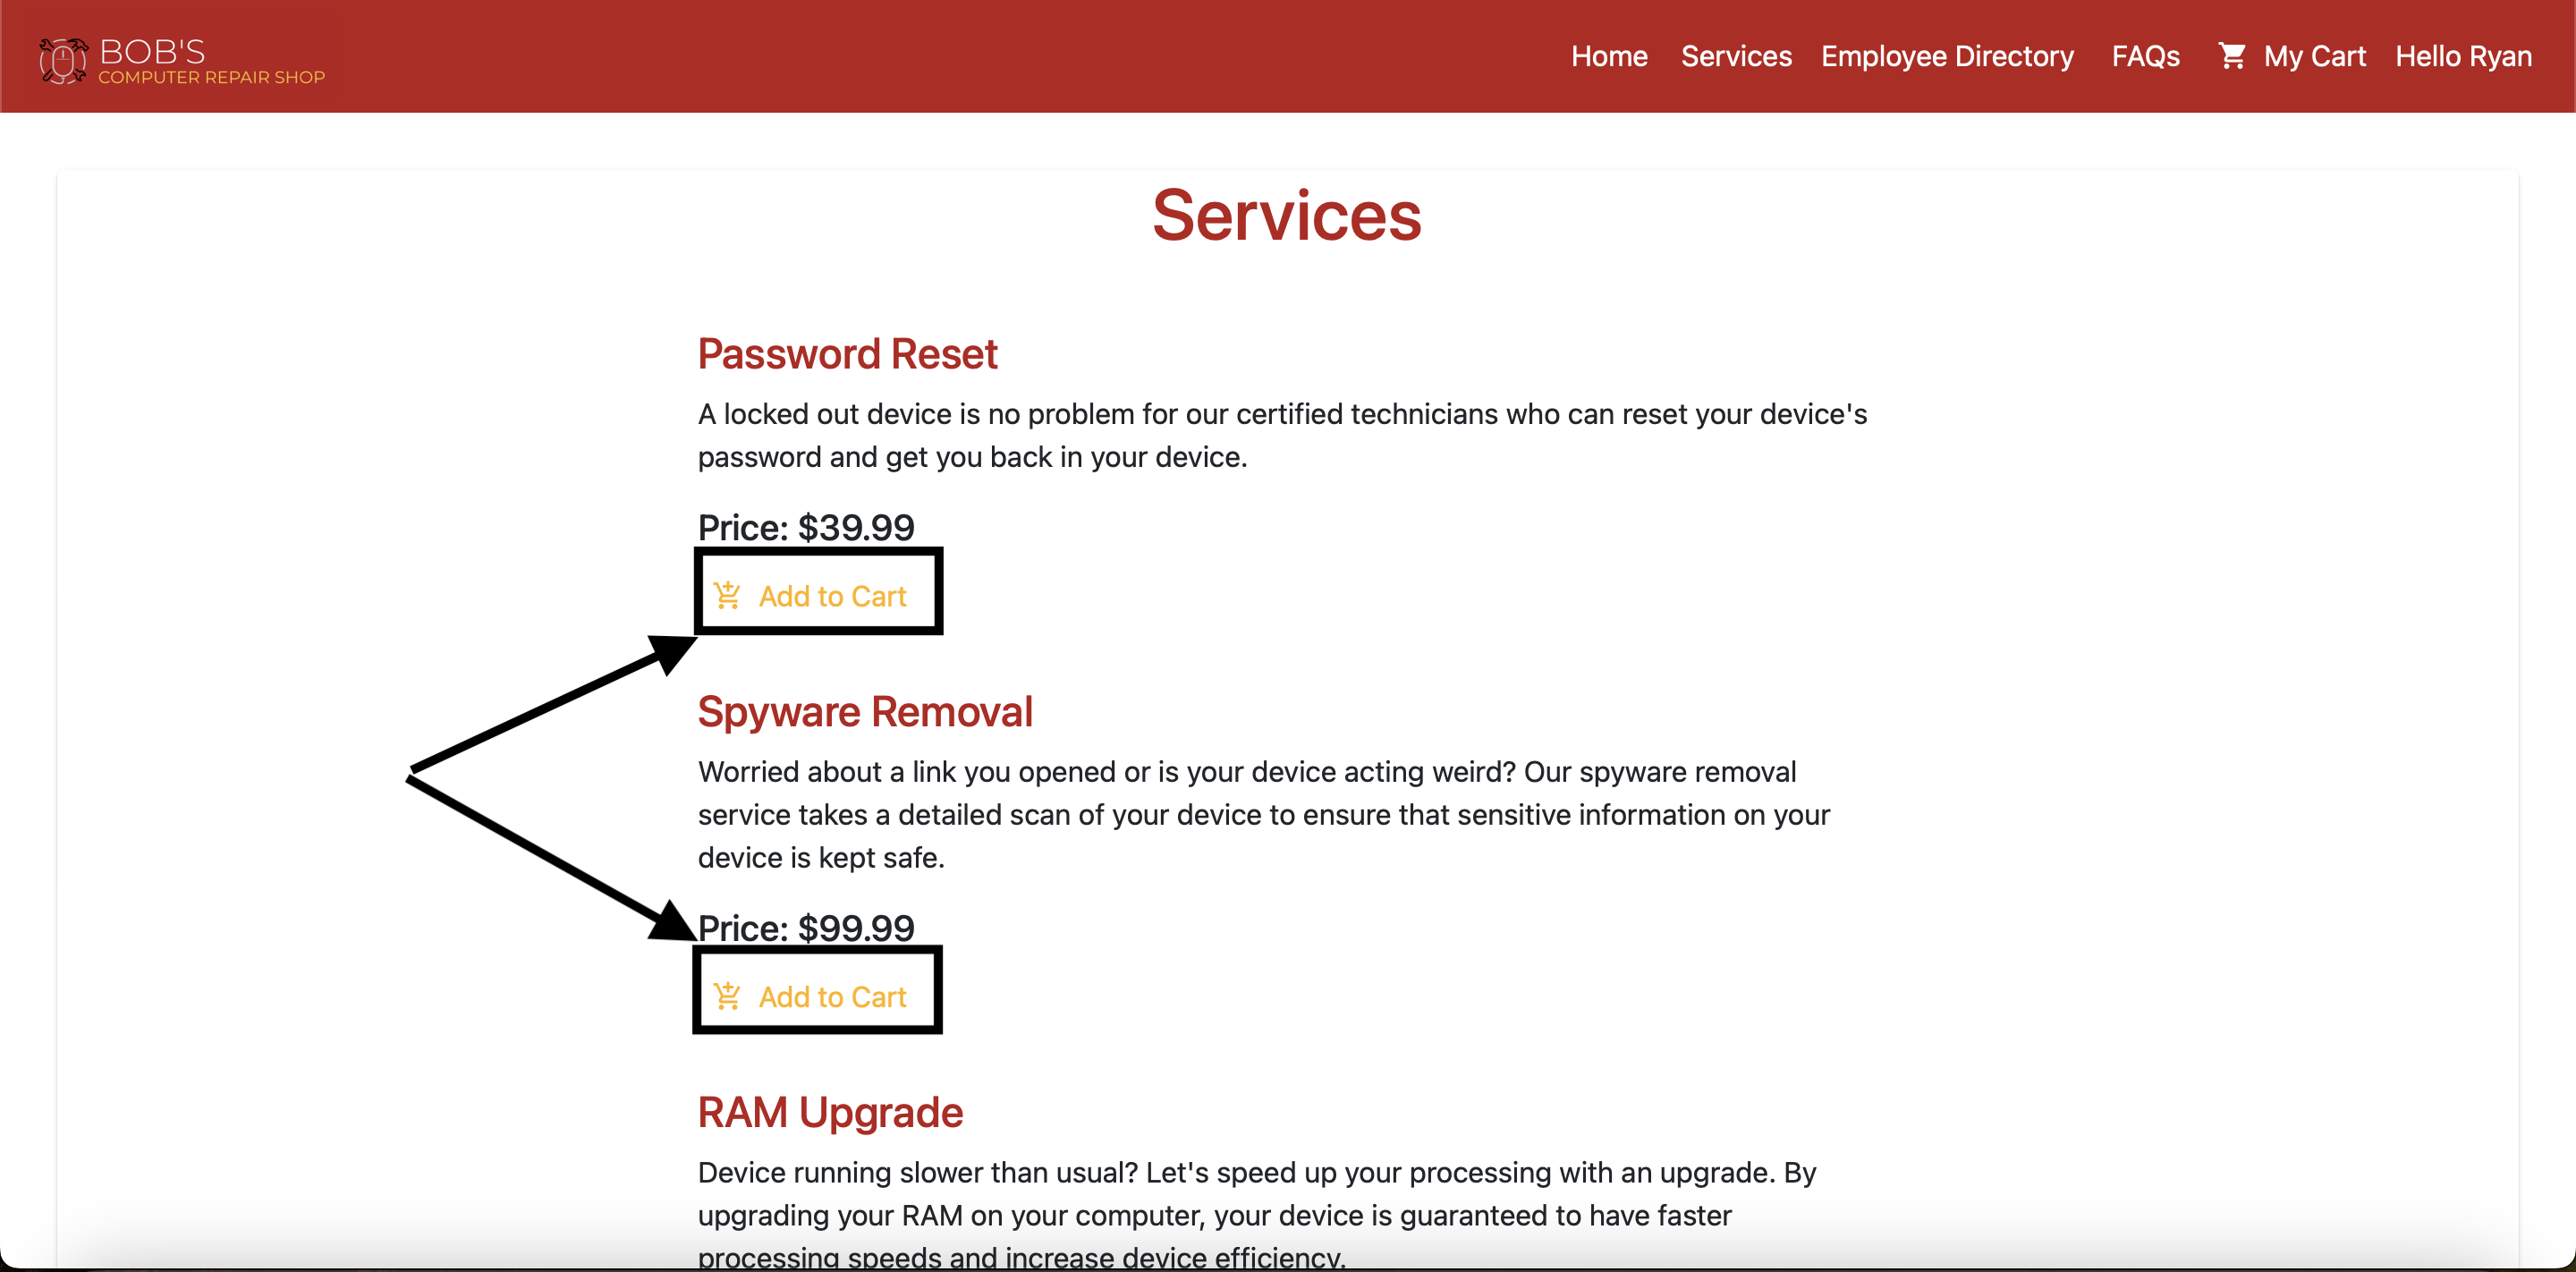 BOB'S
COMPUTER REPAIR SHOP
Home Services Employee Directory FAQs My Cart Hello Ryan
Services
Password Reset
A locked out device is no problem for our certified technicians who can reset your device's
password and get you back in your device.
Price: $39.99
Add to Cart
Spyware Removal
Worried about a link you opened or is your device acting weird? Our spyware removal
service takes a detailed scan of your device to ensure that sensitive information on your
device is kept safe.
Price: $99.99
Add to Cart
RAM Upgrade
Device running slower than usual? Let's speed up your processing with an upgrade. By
upgrading your RAM on your computer, your device is guaranteed to have faster
processing speeds and increase device efficiency.